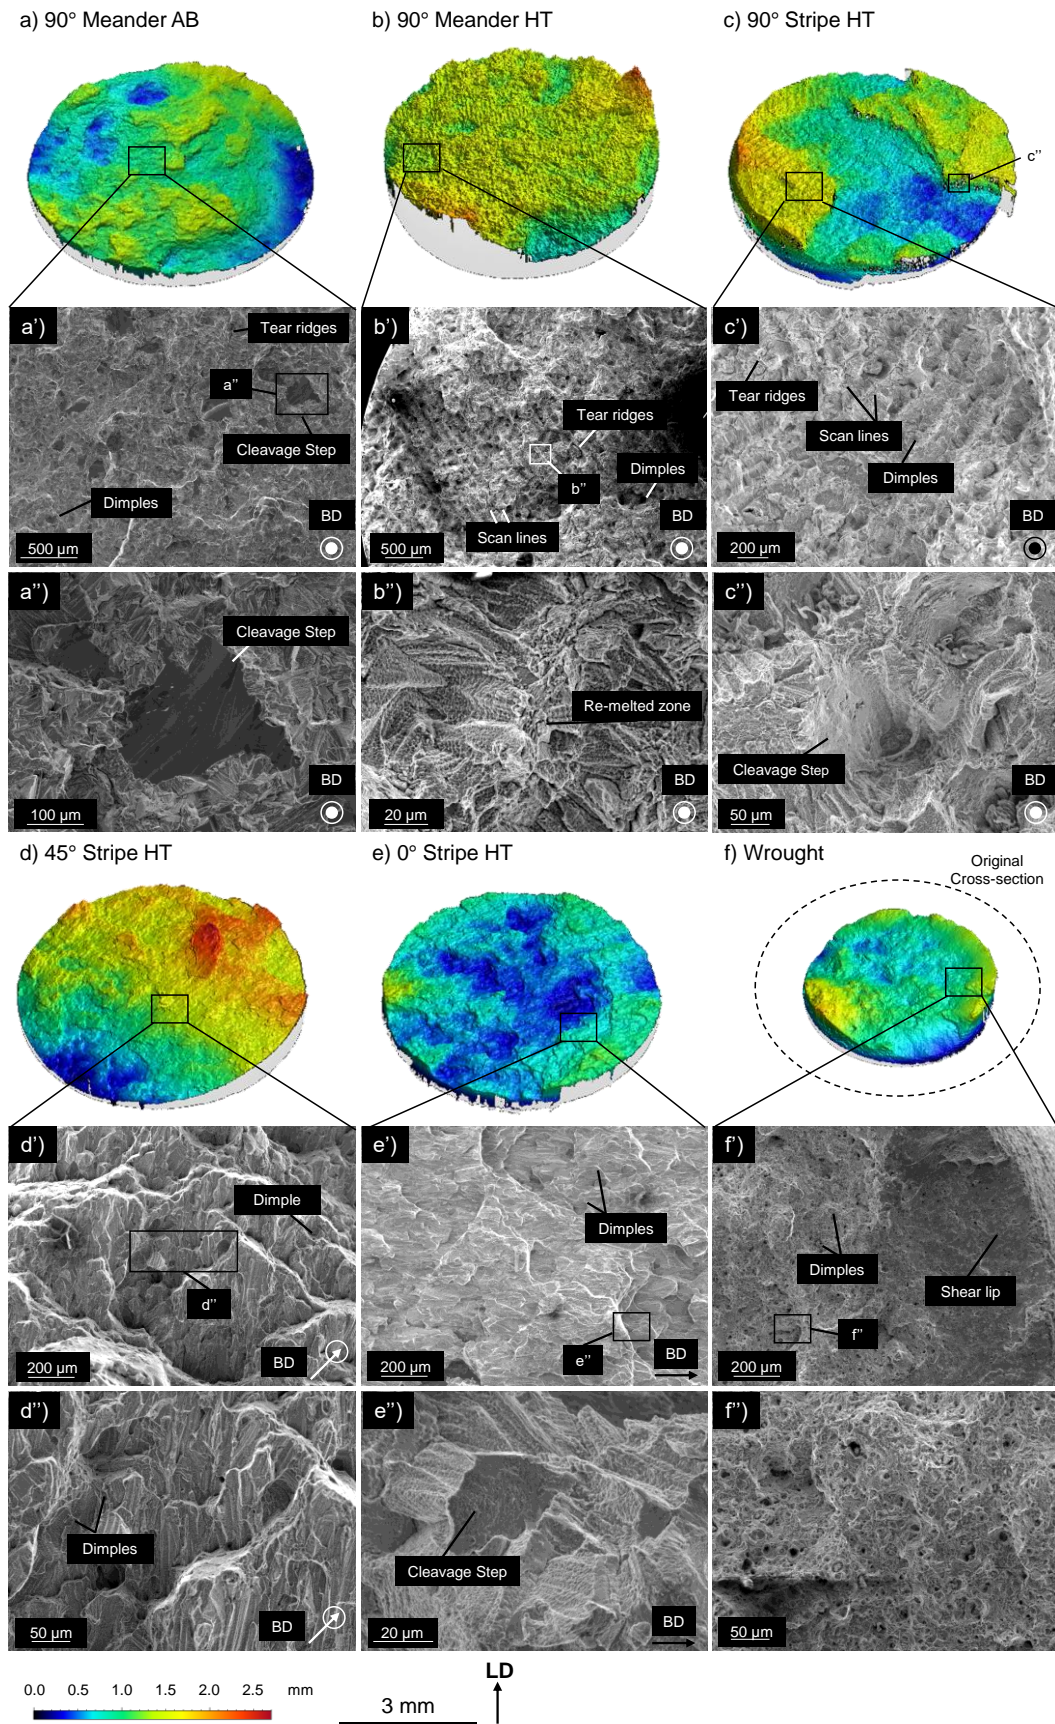 a) 90° Meander AB
b) 90° Meander HT
c) 90° Stripe HT
c''
a')
Tear ridges
a''
Cleavage Step
Dimples
BD
500 µm
b')
Tear ridges
Dimples
b''
Scan lines
BD
500 µm
c')
Tear ridges
Scan lines
Dimples
BD
200 µm
a'')
Cleavage Step
BD
100 µm
b'')
Re-melted zone
BD
20 µm
c'')
Cleavage Step
BD
50 µm
d) 45° Stripe HT
e) 0° Stripe HT
f) Wrought
Original
Cross-section
d')
Dimple
d''
BD
200 µm
e')
Dimples
e''
BD
200 µm
f')
Dimples
Shear lip
f''
200 µm
d'')
Dimples
BD
50 µm
e'')
Cleavage Step
BD
20 µm
f'')
50 µm
0.0 0.5 1.0 1.5 2.0 2.5 mm
3 mm
LD